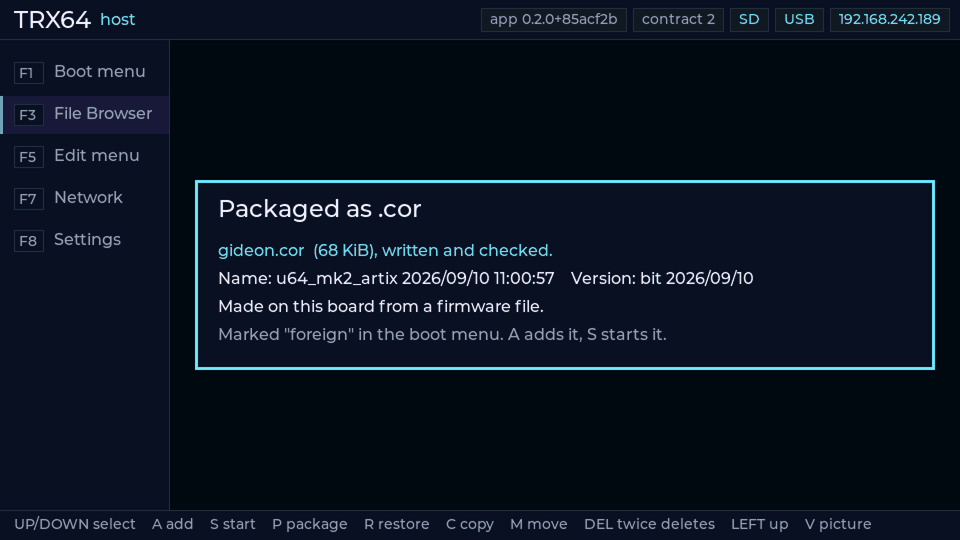 TRX64 host
app 0.2.0+85acf2b
contract 2
SD
USB
192.168.242.189
F1 Boot menu
F3 File Browser
F5 Edit menu
F7 Network
F8 Settings
Packaged as .cor
gideon.cor (68 KiB), written and checked.
Name: u64_mk2_artix 2026/09/10 11:00:57 Version: bit 2026/09/10
Made on this board from a firmware file.
Marked "foreign" in the boot menu. A adds it, S starts it.
UP/DOWN select A add S start P package R restore C copy M move DEL twice deletes LEFT up V picture